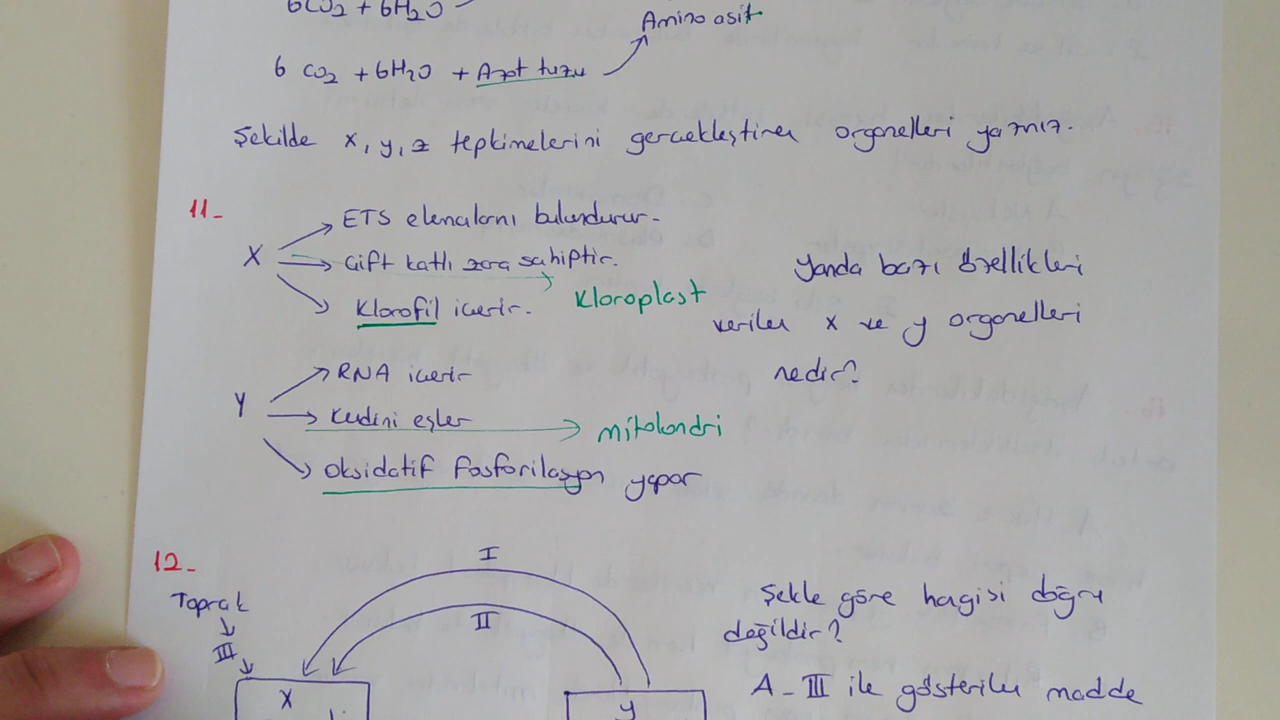 6CO2 + 6H2O
Amino asit
6 CO2 + 6H2O + Azot tuzu
Şekilde x, y, z tepkimelerini gerçekleştiren organelleri yazınız.
11-
X
ETS elemanlarını bulundurur.
Çift katlı zara sahiptir.
Klorofil içerir.
Kloroplast
Yanda bazı özellikleri
verilen x ve y organelleri
nedir?
Y
RNA içerir
Kendini eşler
mitokondri
oksidatif fosforilasyon yapar
12-
Toprak
III
I
II
X
y
Şekle göre hangisi doğru
değildir?
A - III ile gösterilen madde